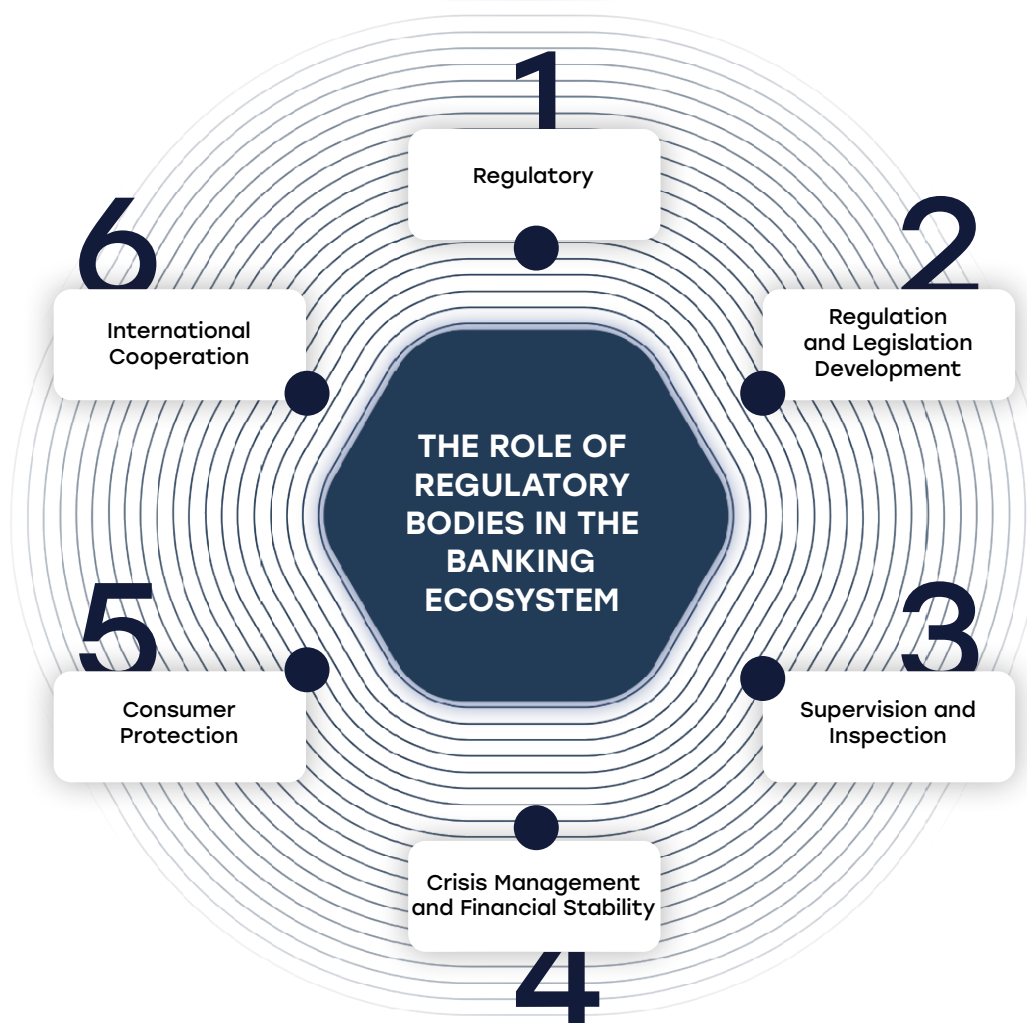 1
Regulatory
2
Regulation
and Legislation
Development
3
Supervision and
Inspection
4
Crisis Management
and Financial Stability
5
Consumer
Protection
6
International
Cooperation
THE ROLE OF
REGULATORY
BODIES IN THE
BANKING
ECOSYSTEM